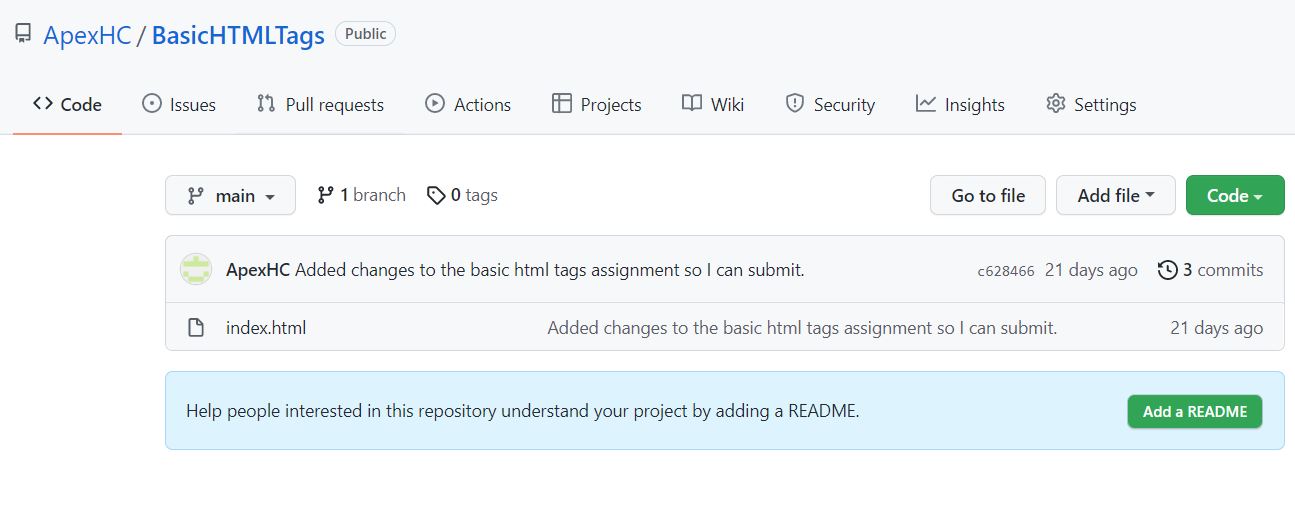 ApexHC / BasicHTMLTags Public
Code Issues Pull requests Actions Projects Wiki Security Insights Settings
main 1 branch 0 tags Go to file Add file Code
ApexHC Added changes to the basic html tags assignment so I can submit. c628466 21 days ago 3 commits
index.html Added changes to the basic html tags assignment so I can submit. 21 days ago
Help people interested in this repository understand your project by adding a README. Add a README